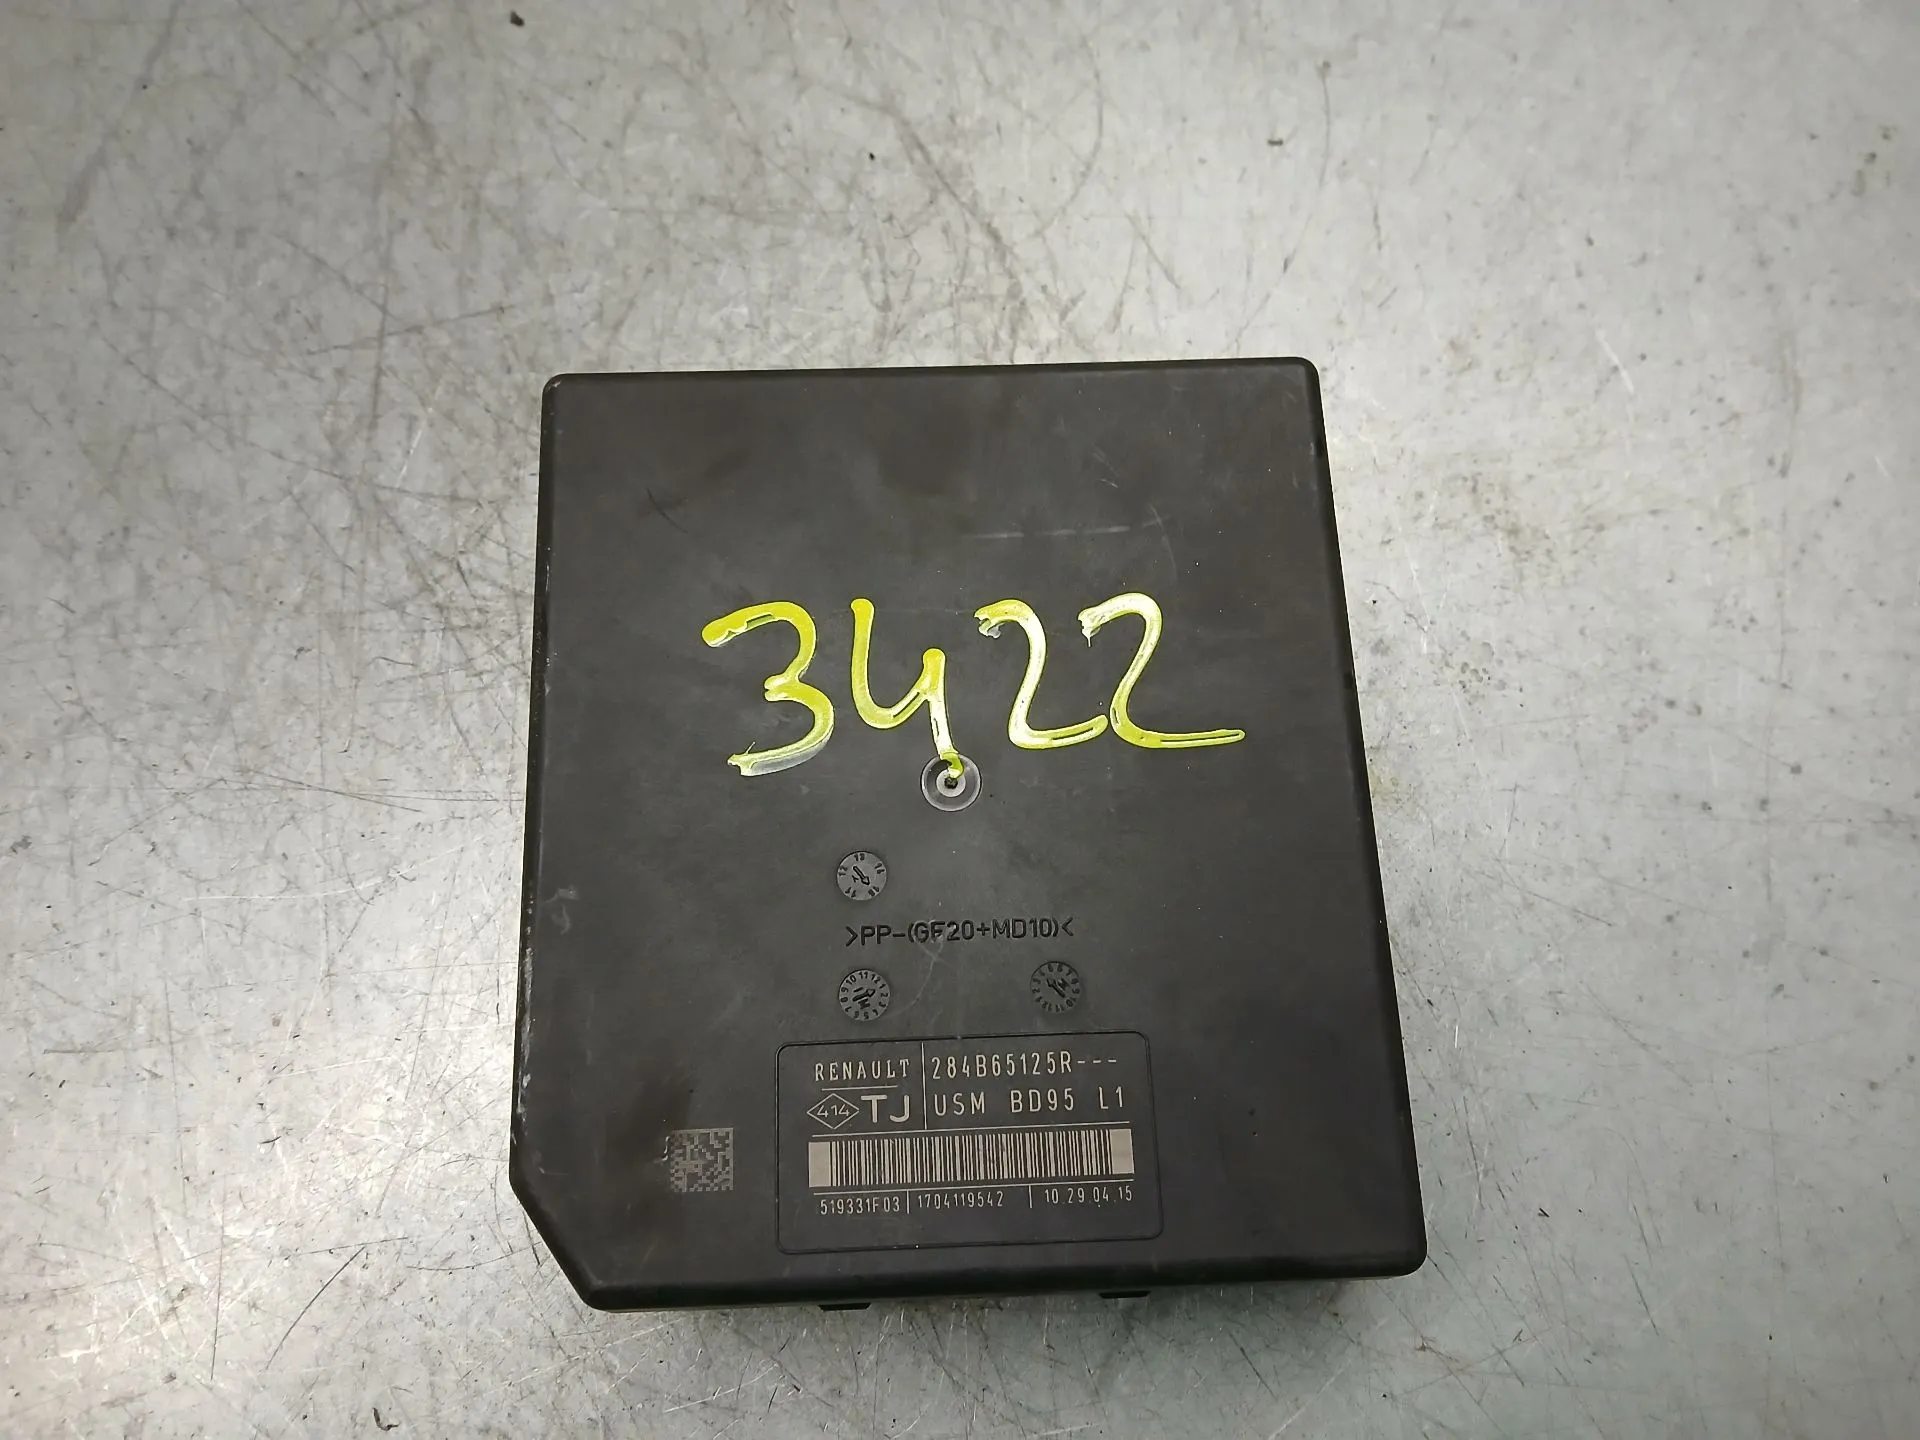 3422
>PP-(GF20+MD10)<
RENAULT 284B65125R---
414 TJ USM BD95 L1
519331F03 1704119542 10.29.04.15